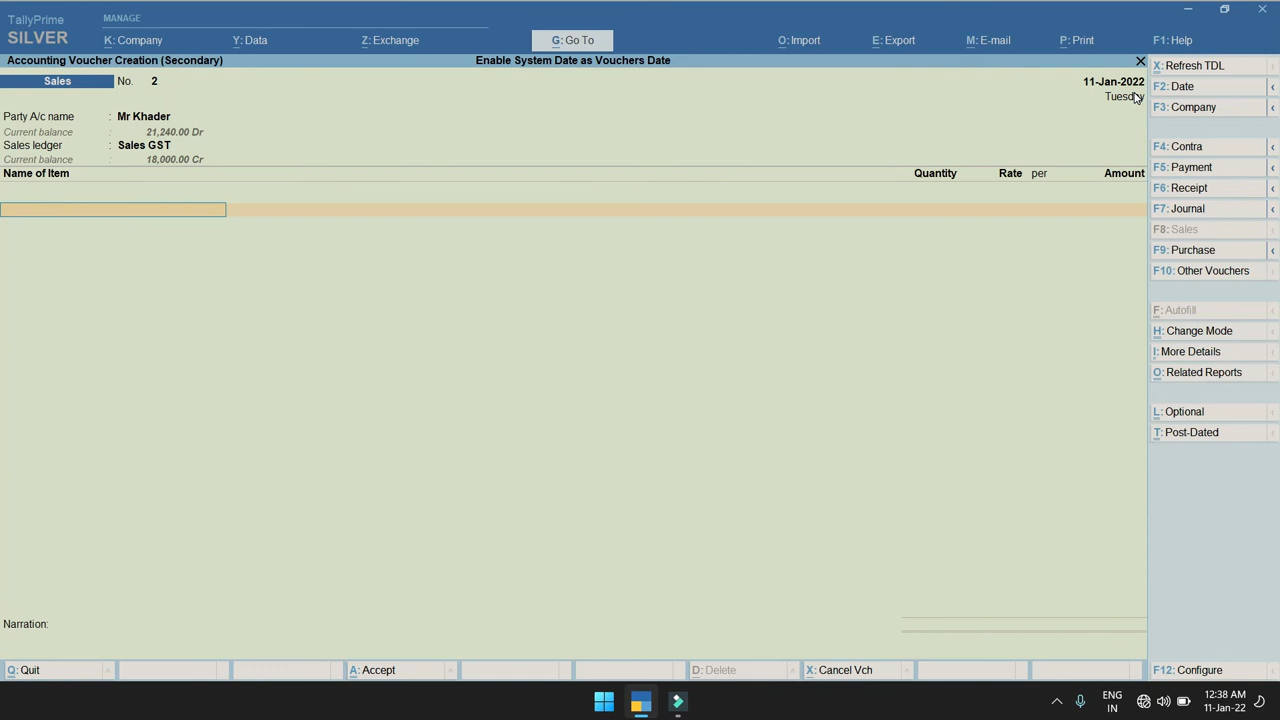 TallyPrime
SILVER
MANAGE
K: Company
Y: Data
Z: Exchange
G: Go To
O: Import
E: Export
M: E-mail
P: Print
F1: Help
Accounting Voucher Creation (Secondary)
Enable System Date as Vouchers Date
Sales No. 2
11-Jan-2022
Tuesday
Party A/c name : Mr Khader
Current balance : 21,240.00 Dr
Sales ledger : Sales GST
Current balance : 18,000.00 Cr
Name of Item Quantity Rate per Amount
Narration:
X: Refresh TDL
F2: Date
F3: Company
F4: Contra
F5: Payment
F6: Receipt
F7: Journal
F8: Sales
F9: Purchase
F10: Other Vouchers
F: Autofill
H: Change Mode
I: More Details
O: Related Reports
L: Optional
T: Post-Dated
Q: Quit
A: Accept
D: Delete
X: Cancel Vch
F12: Configure
ENG
IN
12:38 AM
11-Jan-22